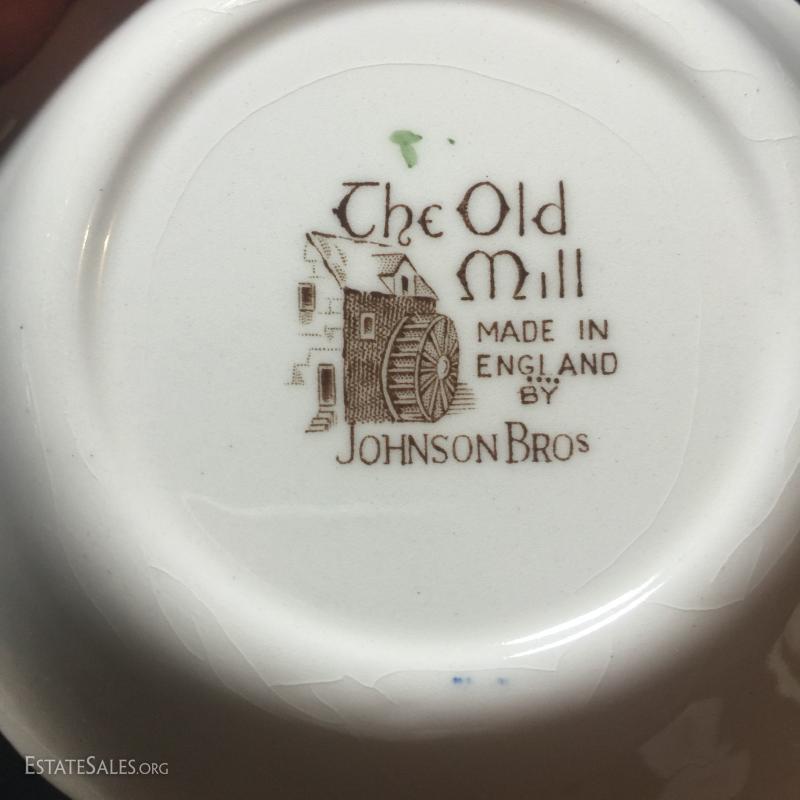 The Old
Mill
MADE IN
ENGLAND
BY
JOHNSON BROS
ESTATESALES.ORG